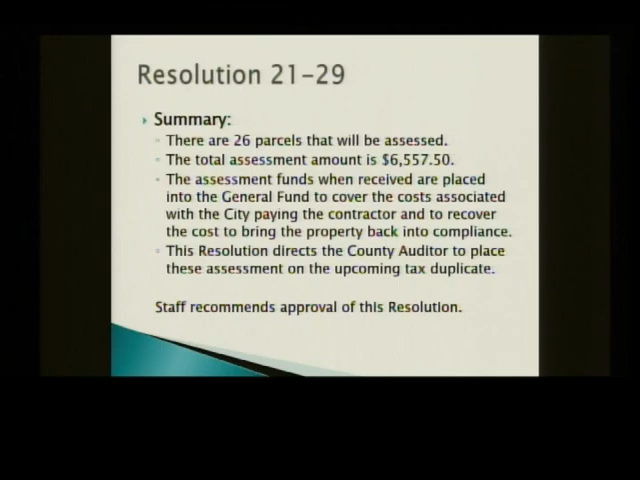 Resolution 21-29
Summary:
There are 26 parcels that will be assessed.
The total assessment amount is $6,557.50.
The assessment funds when received are placed
into the General Fund to cover the costs associated
with the City paying the contractor and to recover
the cost to bring the property back into compliance.
This Resolution directs the County Auditor to place
these assessment on the upcoming tax duplicate.
Staff recommends approval of this Resolution.